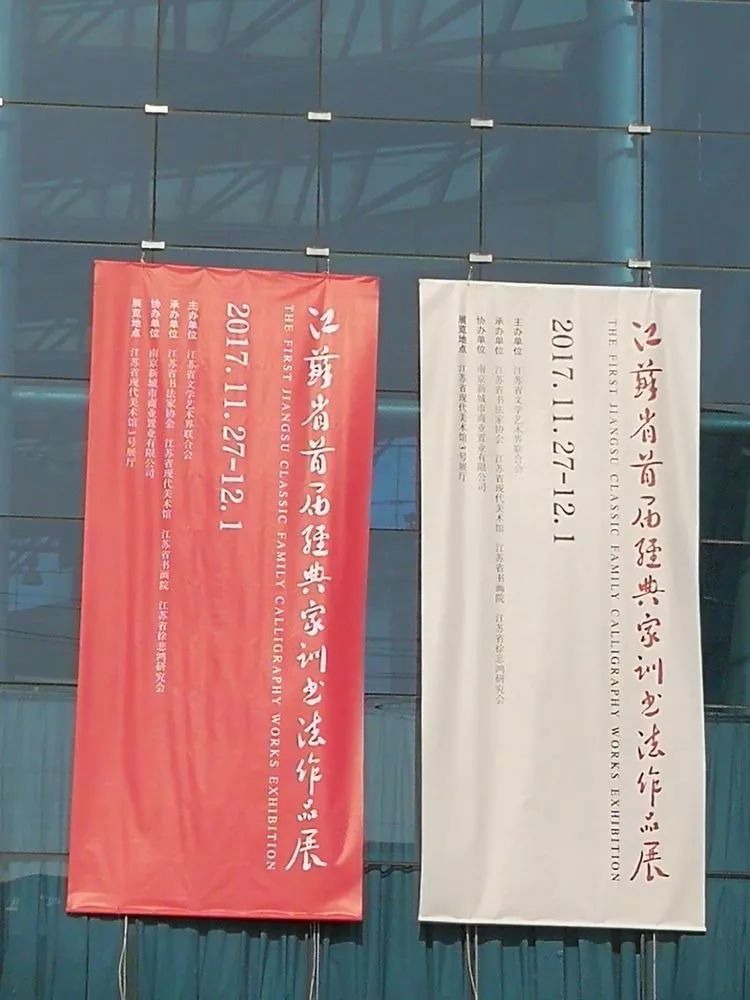 江蘇省首届經典家训书法作品展
THE FIRST JIANGSU CLASSIC FAMILY CALLIGRAPHY WORKS EXHIBITION
2017.11.27-12.1
主办单位 江苏省文学艺术界联合会
承办单位 江苏省书法家协会 江苏省现代美术馆 江苏省书画院 江苏省徐悲鸿研究会
协办单位 南京新城市商业置业有限公司
展览地点 江苏省现代美术馆3号展厅
江蘇省首届經典家训书法作品展
THE FIRST JIANGSU CLASSIC FAMILY CALLIGRAPHY WORKS EXHIBITION
2017.11.27-12.1
主办单位 江苏省文学艺术界联合会
承办单位 江苏省书法家协会 江苏省现代美术馆 江苏省书画院 江苏省徐悲鸿研究会
协办单位 南京新城市商业置业有限公司
展览地点 江苏省现代美术馆3号展厅